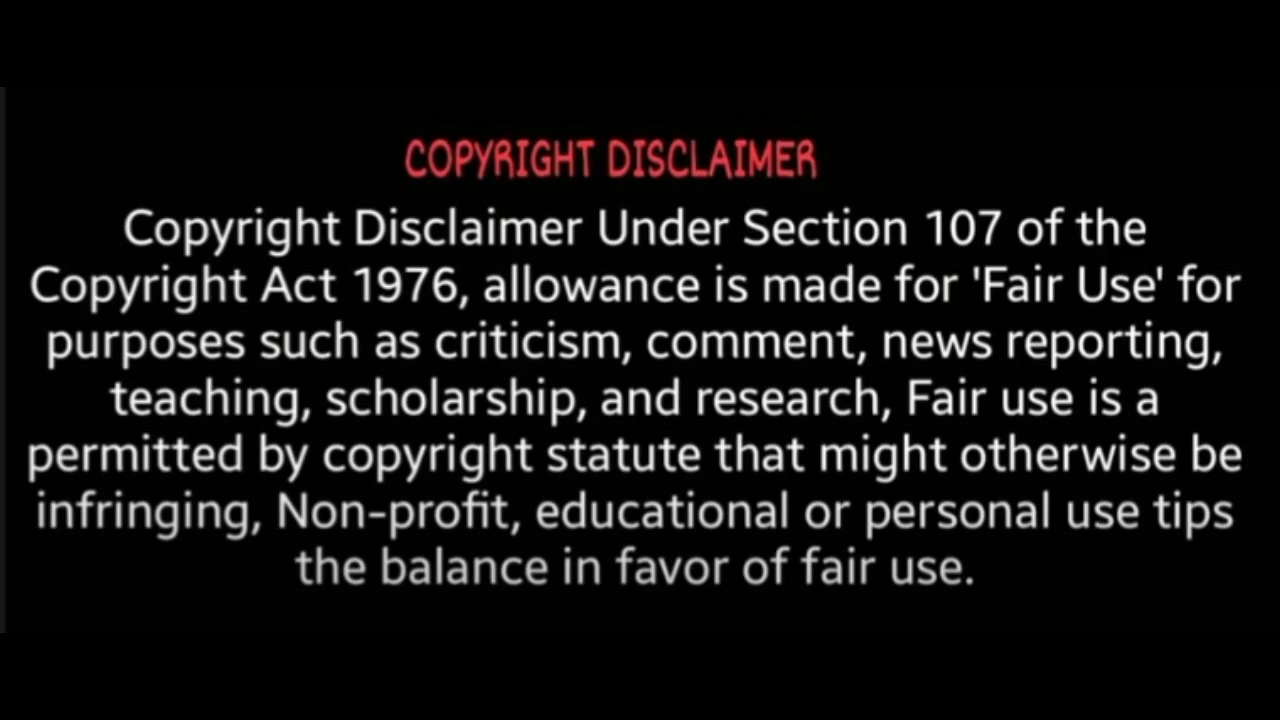 COPYRIGHT DISCLAIMER
Copyright Disclaimer Under Section 107 of the
Copyright Act 1976, allowance is made for 'Fair Use' for
purposes such as criticism, comment, news reporting,
teaching, scholarship, and research, Fair use is a
permitted by copyright statute that might otherwise be
infringing, Non-profit, educational or personal use tips
the balance in favor of fair use.